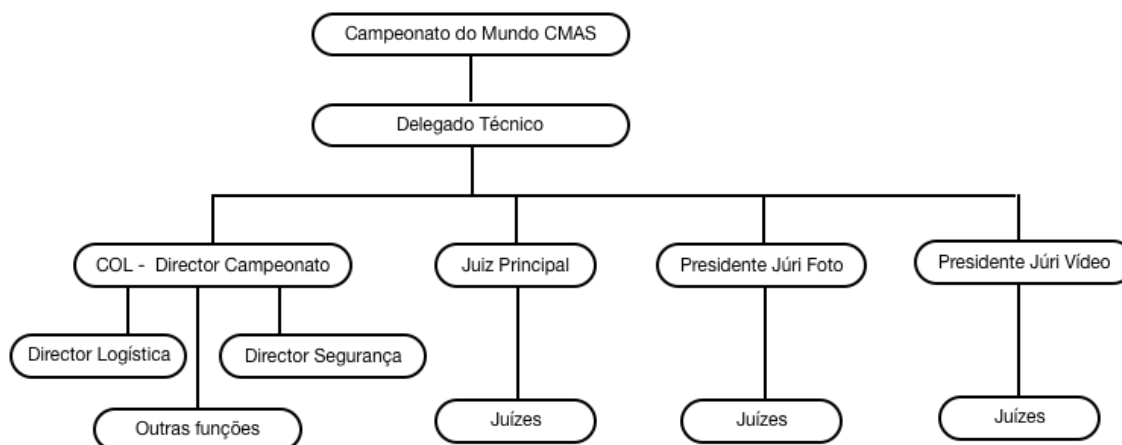 Campeonato do Mundo CMAS
Delegado Técnico
COL - Director Campeonato
Juiz Principal
Presidente Júri Foto
Presidente Júri Vídeo
Director Logística
Director Segurança
Outras funções
Juízes
Juízes
Juízes